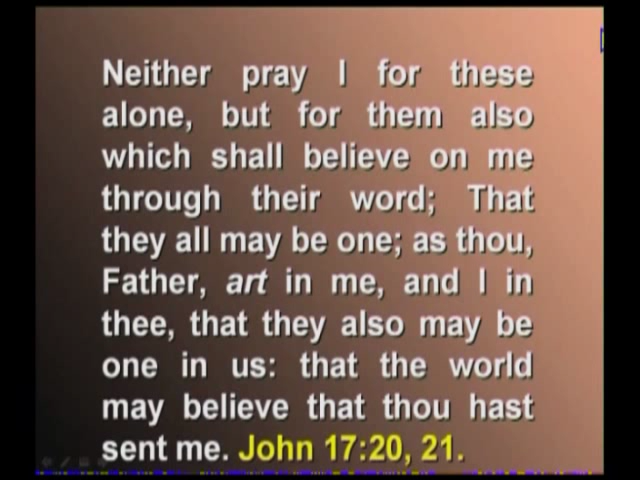 Neither pray I for these
alone, but for them also
which shall believe on me
through their word; That
they all may be one; as thou,
Father, art in me, and I in
thee, that they also may be
one in us: that the world
may believe that thou hast
sent me. John 17:20, 21.